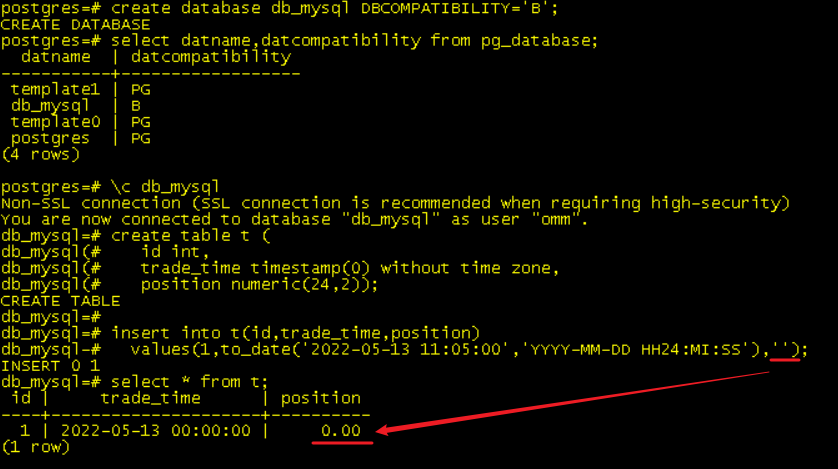 postgres=# create database db_mysql DBCOMPATIBILITY='B';
CREATE DATABASE
postgres=# select datname,datcompatibility from pg_database;
  datname  | datcompatibility
-----------+------------------
 template1 | PG
 db_mysql  | B
 template0 | PG
 postgres  | PG
(4 rows)

postgres=# \c db_mysql
Non-SSL connection (SSL connection is recommended when requiring high-security)
You are now connected to database "db_mysql" as user "omm".
db_mysql=# create table t (
db_mysql(#    id int,
db_mysql(#    trade_time timestamp(0) without time zone,
db_mysql(#    position numeric(24,2));
CREATE TABLE
db_mysql=#
db_mysql=# insert into t(id,trade_time,position)
db_mysql-#   values(1,to_date('2022-05-13 11:05:00','YYYY-MM-DD HH24:MI:SS'),'');
INSERT 0 1
db_mysql=# select * from t;
 id |     trade_time      | position
----+---------------------+----------
  1 | 2022-05-13 00:00:00 |     0.00
(1 row)